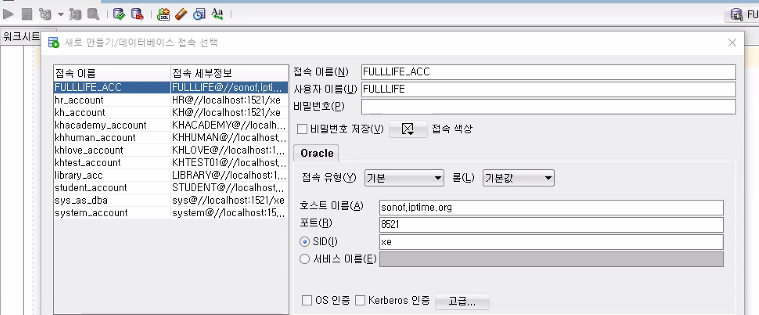 FU
워크시트
새로 만들기/데이터베이스 접속 선택
접속 이름 접속 세부정보
FULLLIFE_ACC FULLLIFE@//sonof,iptim...
hr_account HR@//localhost:1521/xe
kh_account KH@//localhost:1521/xe
khacademy_account KHACADEMY@//localh...
khhuman_account KHHUMAN@//localhost,...
khlove_account KHLOVE@//localhost:1...
khtest_account KHTEST01@//localhost...
library_acc LIBRARY@//localhost:1...
student_account STUDENT@//localhost,...
sys_as_dba sys@//localhost:1521/xe
system_account system@//localhost:15...
접속 이름(N) FULLLIFE_ACC
사용자 이름(U) FULLLIFE
비밀번호(P)
비밀번호 저장(V) 접속 색상
Oracle
접속 유형(Y) 기본 롤(L) 기본값
호스트 이름(A) sonof,iptime,org
포트(R) 8521
SID(I) xe
서비스 이름(E)
OS 인증 Kerberos 인증 고급...